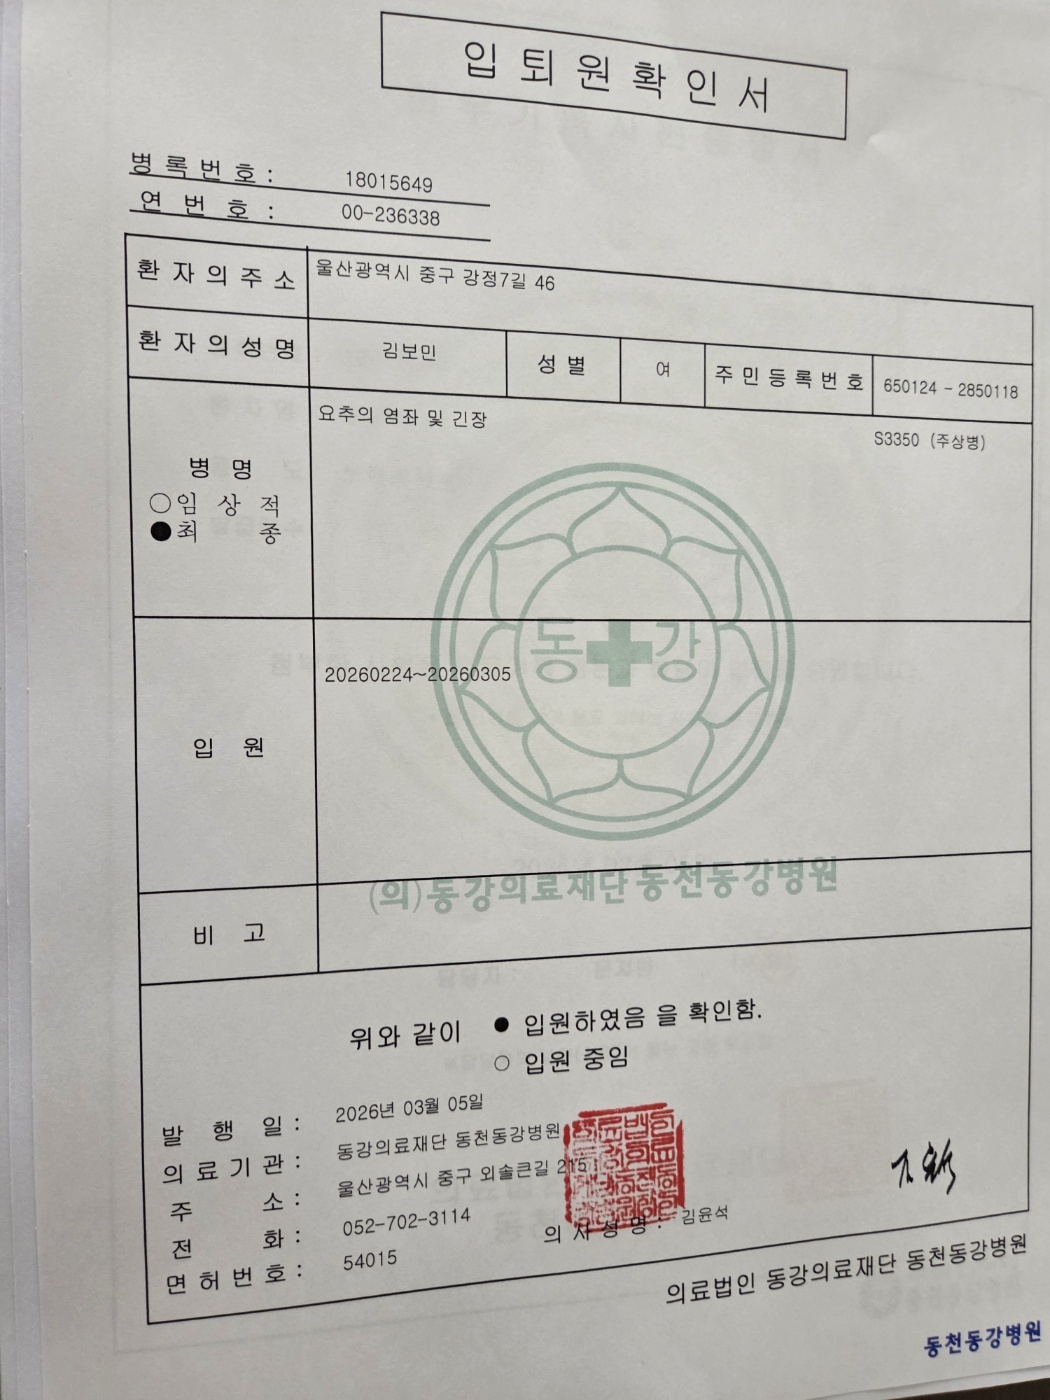 입퇴원확인서
병록번호: 18015649
연번호: 00-236338
환자의주소 울산광역시 중구 강정7길 46
환자의성명 김보민 성별 여 주민등록번호 650124 - 2850118
병명 요추의 염좌 및 긴장 S3350 (주상병)
○임상적
●최종
동강
입원 20260224~20260305
(의)동강의료재단 동천동강병원
비고
위와 같이 ● 입원하였음 을 확인함.
○ 입원 중임
발행일: 2026년 03월 05일
의료기관: 동강의료재단 동천동강병원
주소: 울산광역시 중구 외솔큰길 215
전화: 052-702-3114
의사성명: 김윤석
면허번호: 54015
의료법인 동강의료재단 동천동강병원
동천동강병원